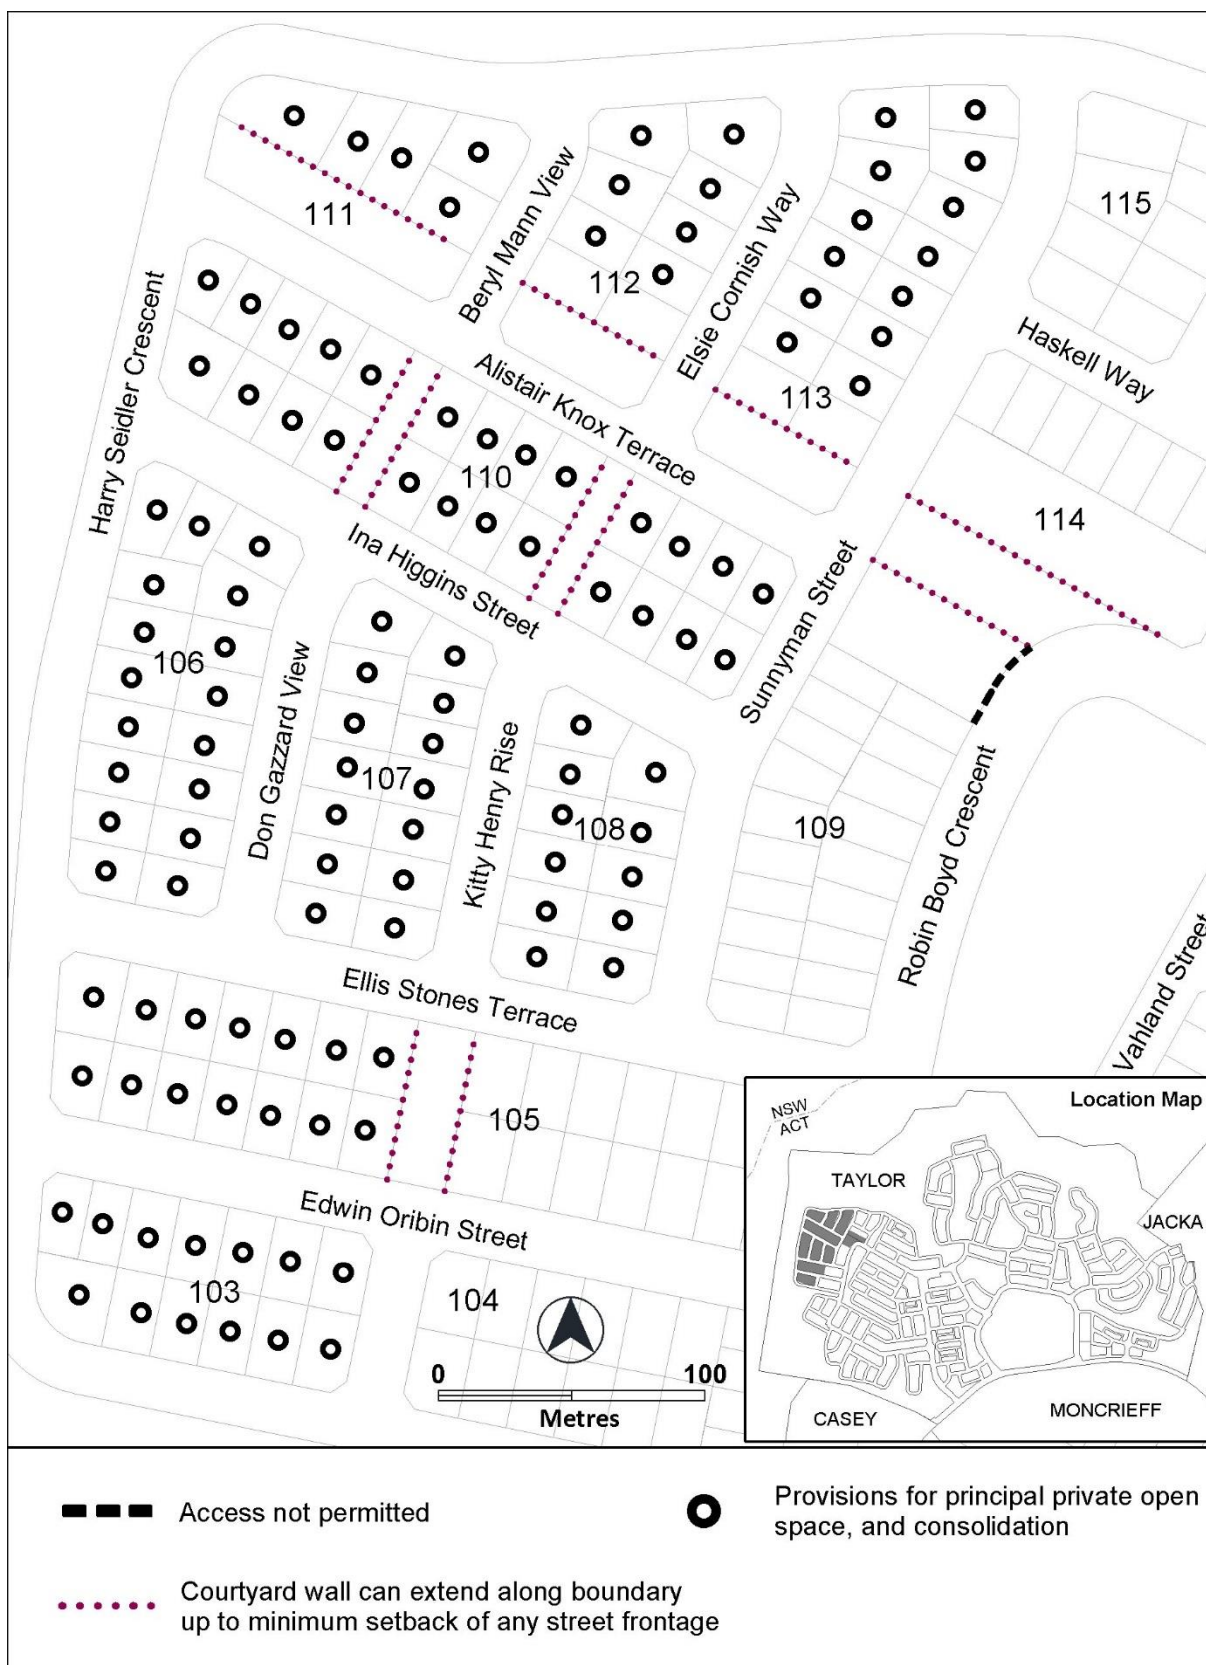 111
112
113
115
Beryl Mann View
Elsie Cornish Way
Haskell Way
Harry Seidler Crescent
Alistair Knox Terrace
110
114
Ina Higgins Street
Sunnyman Street
106
Don Gazzard View
107
Kitty Henry Rise
108
109
Robin Boyd Crescent
Vahland Street
Ellis Stones Terrace
105
Edwin Oribin Street
103
104
0
100
Metres
Location Map
NSW
ACT
TAYLOR
JACKA
CASEY
MONCRIEFF
Access not permitted
Provisions for principal private open
space, and consolidation
Courtyard wall can extend along boundary
up to minimum setback of any street frontage